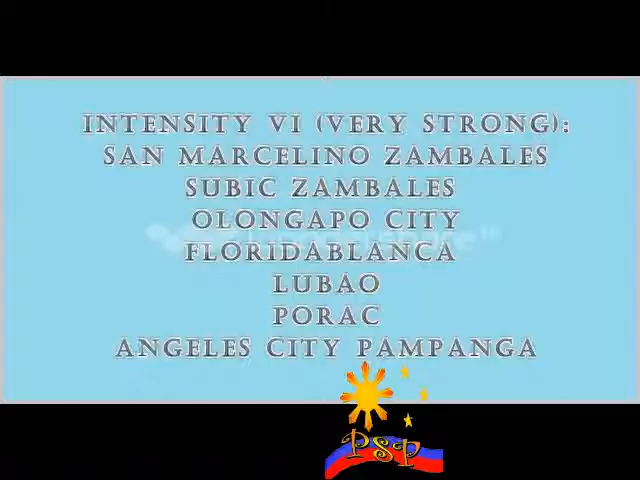 INTENSITY VI (VERY STRONG):
SAN MARCELINO ZAMBALES
SUBIC ZAMBALES
OLONGAPO CITY
FLORIDABLANCA
LUBAO
PORAC
ANGELES CITY PAMPANGA
PSP